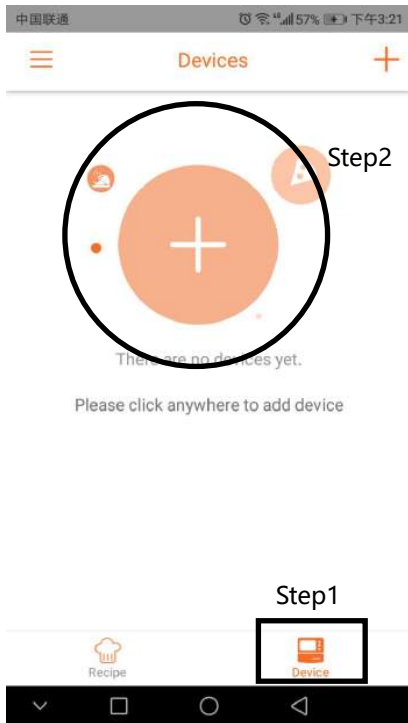 中国联通 57% 下午3:21
Devices
Step2
There are no devices yet.
Please click anywhere to add device
Step1
Recipe
Device